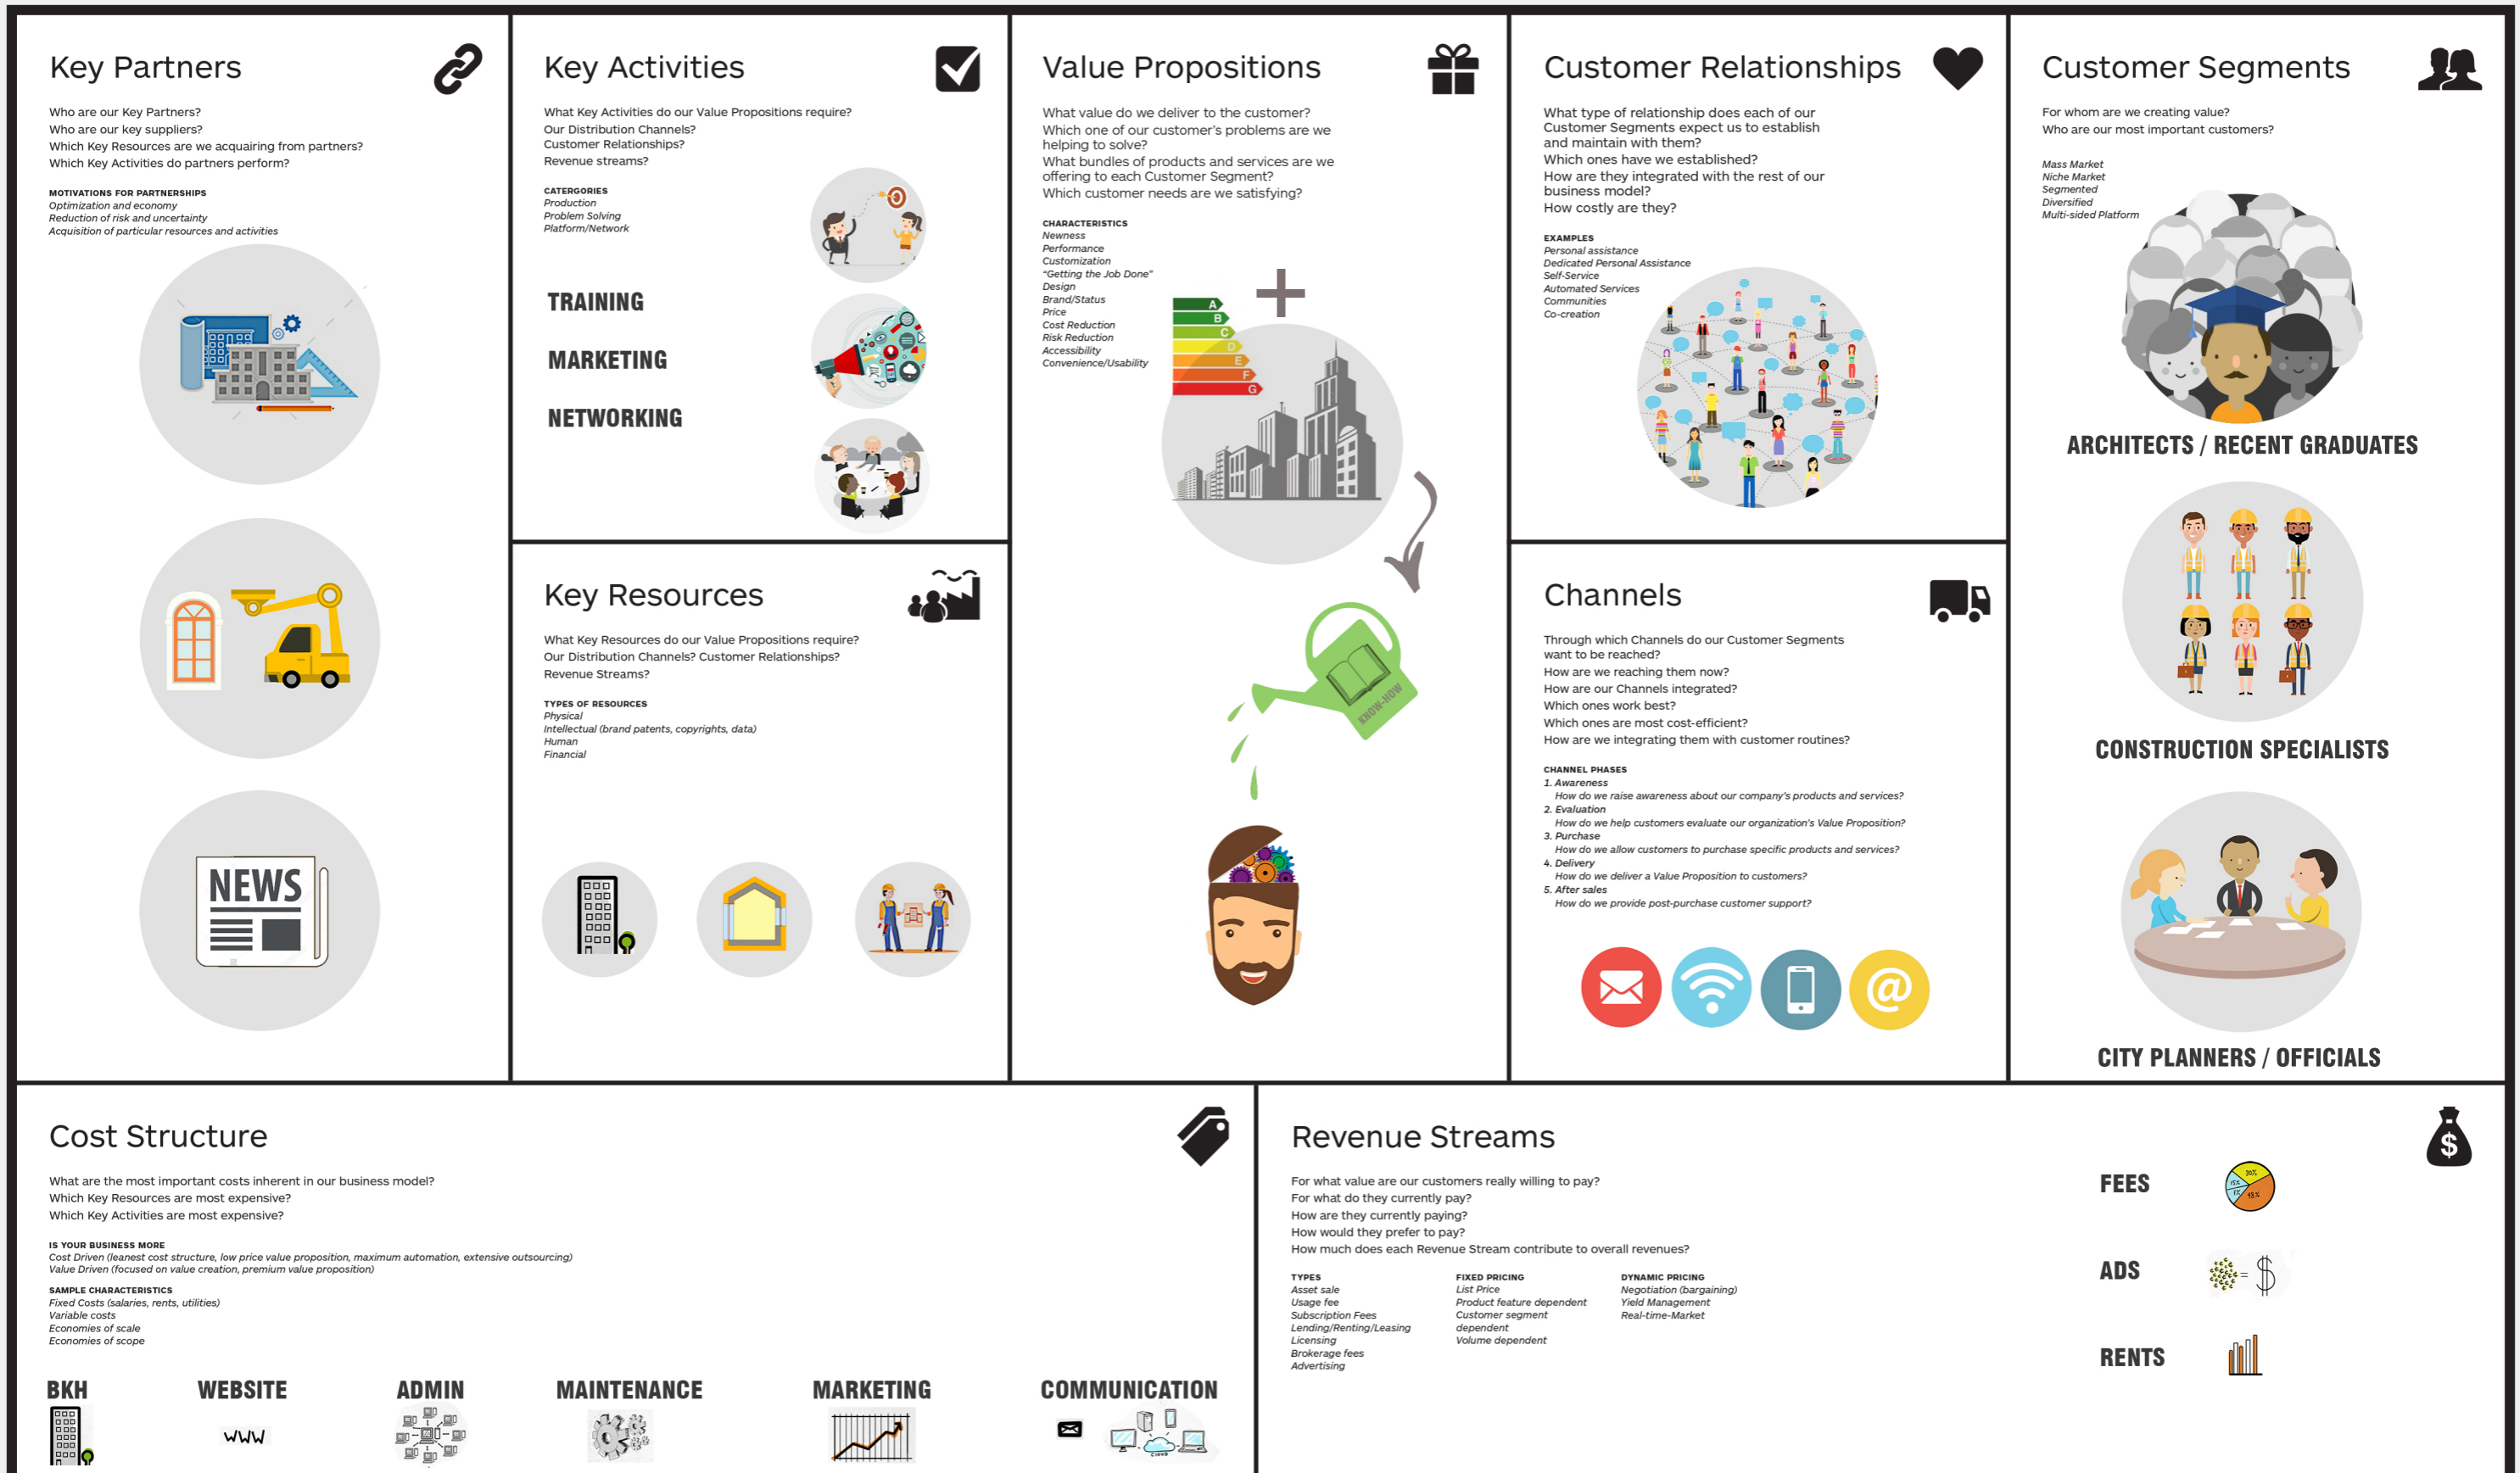 Key Partners
Who are our Key Partners?
Who are our key suppliers?
Which Key Resources are we acquairing from partners?
Which Key Activities do partners perform?
MOTIVATIONS FOR PARTNERSHIPS
Optimization and economy
Reduction of risk and uncertainty
Acquisition of particular resources and activities
NEWS
Key Activities
What Key Activities do our Value Propositions require?
Our Distribution Channels?
Customer Relationships?
Revenue streams?
CATERGORIES
Production
Problem Solving
Platform/Network
TRAINING
MARKETING
NETWORKING
Key Resources
What Key Resources do our Value Propositions require?
Our Distribution Channels? Customer Relationships?
Revenue Streams?
TYPES OF RESOURCES
Physical
Intellectual (brand patents, copyrights, data)
Human
Financial
Value Propositions
What value do we deliver to the customer?
Which one of our customer's problems are we
helping to solve?
What bundles of products and services are we
offering to each Customer Segment?
Which customer needs are we satisfying?
CHARACTERISTICS
Newness
Performance
Customization
“Getting the Job Done”
Design
Brand/Status
Price
Cost Reduction
Risk Reduction
Accessibility
Convenience/Usability
A
B
C
D
E
F
G
KNOW-HOW
Customer Relationships
What type of relationship does each of our
Customer Segments expect us to establish
and maintain with them?
Which ones have we established?
How are they integrated with the rest of our
business model?
How costly are they?
EXAMPLES
Personal assistance
Dedicated Personal Assistance
Self-Service
Automated Services
Communities
Co-creation
Channels
Through which Channels do our Customer Segments
want to be reached?
How are we reaching them now?
How are our Channels integrated?
Which ones work best?
Which ones are most cost-efficient?
How are we integrating them with customer routines?
CHANNEL PHASES
1. Awareness
How do we raise awareness about our company's products and services?
2. Evaluation
How do we help customers evaluate our organization's Value Proposition?
3. Purchase
How do we allow customers to purchase specific products and services?
4. Delivery
How do we deliver a Value Proposition to customers?
5. After sales
How do we provide post-purchase customer support?
@
Customer Segments
For whom are we creating value?
Who are our most important customers?
Mass Market
Niche Market
Segmented
Diversified
Multi-sided Platform
ARCHITECTS / RECENT GRADUATES
CONSTRUCTION SPECIALISTS
CITY PLANNERS / OFFICIALS
Cost Structure
What are the most important costs inherent in our business model?
Which Key Resources are most expensive?
Which Key Activities are most expensive?
IS YOUR BUSINESS MORE
Cost Driven (leanest cost structure, low price value proposition, maximum automation, extensive outsourcing)
Value Driven (focused on value creation, premium value proposition)
SAMPLE CHARACTERISTICS
Fixed Costs (salaries, rents, utilities)
Variable costs
Economies of scale
Economies of scope
BKH
WEBSITE
ADMIN
MAINTENANCE
MARKETING
COMMUNICATION
WWW
CLOUD
Revenue Streams
For what value are our customers really willing to pay?
For what do they currently pay?
How are they currently paying?
How would they prefer to pay?
How much does each Revenue Stream contribute to overall revenues?
TYPES
Asset sale
Usage fee
Subscription Fees
Lending/Renting/Leasing
Licensing
Brokerage fees
Advertising
FIXED PRICING
List Price
Product feature dependent
Customer segment
dependent
Volume dependent
DYNAMIC PRICING
Negotiation (bargaining)
Yield Management
Real-time-Market
$
FEES
30%
15%
ADS
= $
RENTS